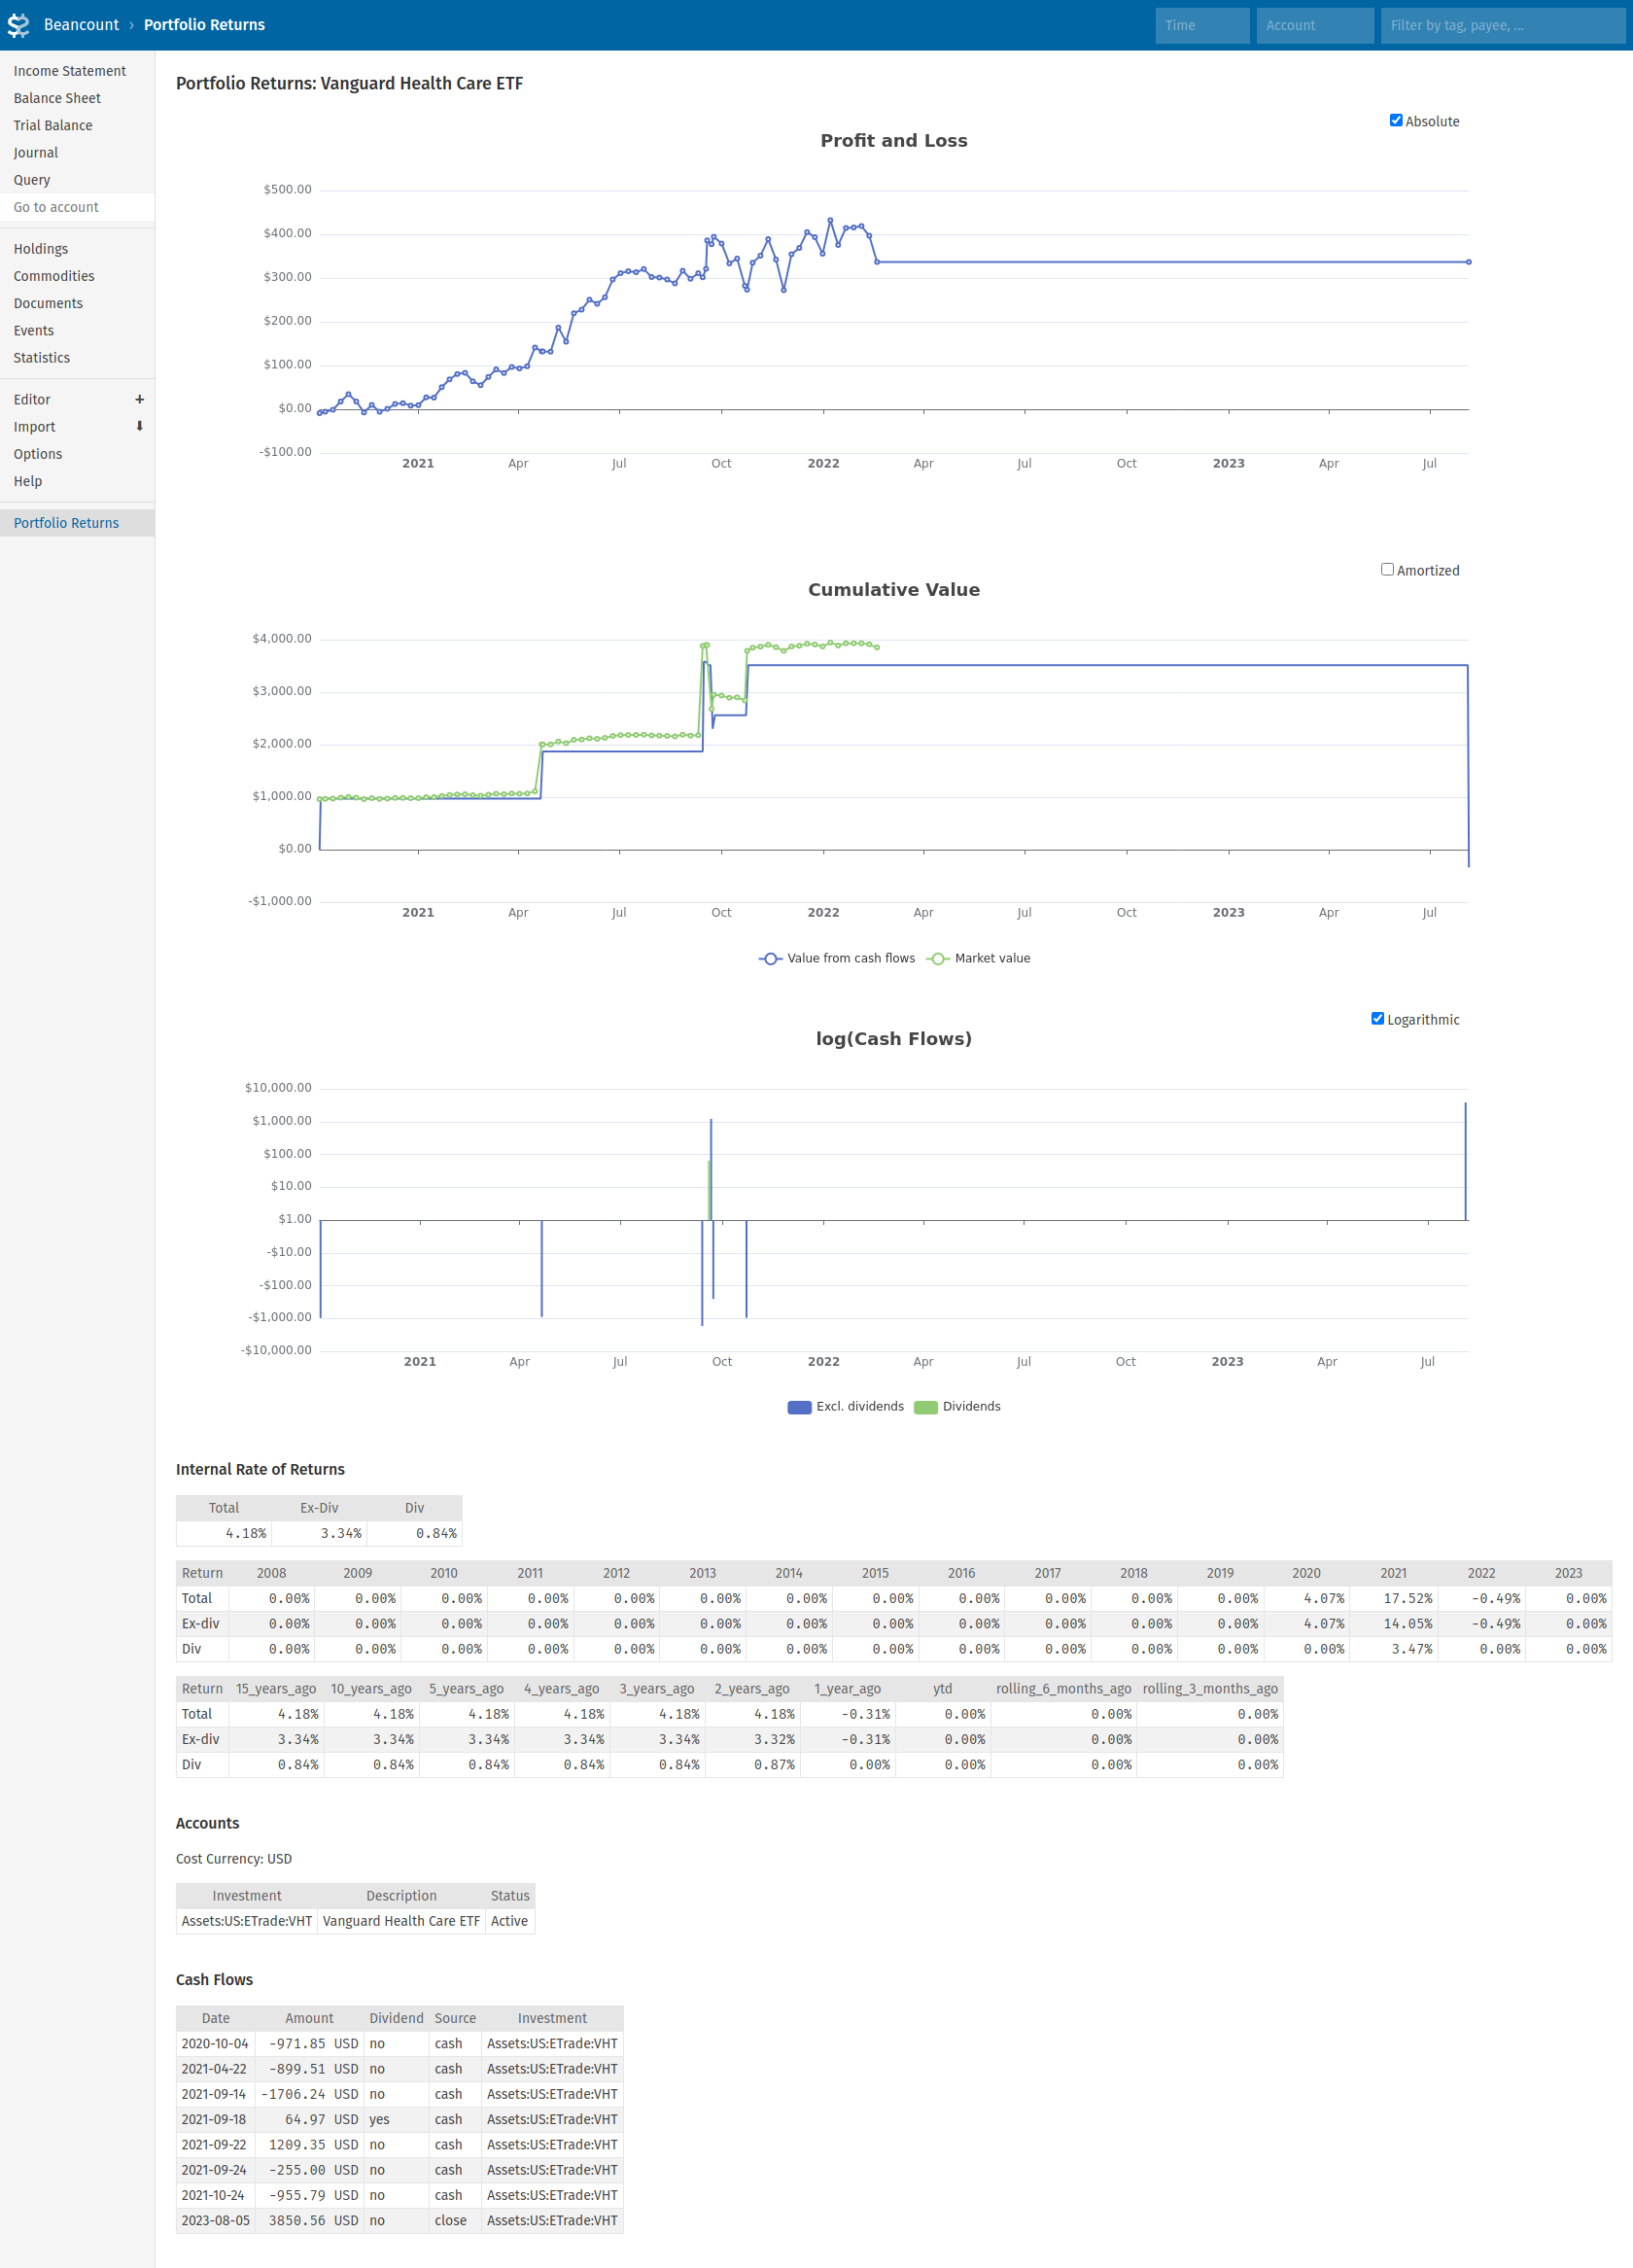 Beancount › Portfolio Returns
Time
Account
Filter by tag, payee, ...
Income Statement
Balance Sheet
Trial Balance
Journal
Query
Go to account
Holdings
Commodities
Documents
Events
Statistics
Editor +
Import ⬇
Options
Help
Portfolio Returns
Portfolio Returns: Vanguard Health Care ETF
Absolute
Profit and Loss
$500.00
$400.00
$300.00
$200.00
$100.00
$0.00
-$100.00
2021 Apr Jul Oct 2022 Apr Jul Oct 2023 Apr Jul
Amortized
Cumulative Value
$4,000.00
$3,000.00
$2,000.00
$1,000.00
$0.00
-$1,000.00
2021 Apr Jul Oct 2022 Apr Jul Oct 2023 Apr Jul
Value from cash flows Market value
Logarithmic
log(Cash Flows)
$10,000.00
$1,000.00
$100.00
$10.00
$1.00
-$10.00
-$100.00
-$1,000.00
-$10,000.00
2021 Apr Jul Oct 2022 Apr Jul Oct 2023 Apr Jul
Excl. dividends Dividends
Internal Rate of Returns
Total Ex-Div Div
4.18% 3.34% 0.84%
Return 2008 2009 2010 2011 2012 2013 2014 2015 2016 2017 2018 2019 2020 2021 2022 2023
Total 0.00% 0.00% 0.00% 0.00% 0.00% 0.00% 0.00% 0.00% 0.00% 0.00% 0.00% 0.00% 4.07% 17.52% -0.49% 0.00%
Ex-div 0.00% 0.00% 0.00% 0.00% 0.00% 0.00% 0.00% 0.00% 0.00% 0.00% 0.00% 0.00% 4.07% 14.05% -0.49% 0.00%
Div 0.00% 0.00% 0.00% 0.00% 0.00% 0.00% 0.00% 0.00% 0.00% 0.00% 0.00% 0.00% 0.00% 3.47% 0.00% 0.00%
Return 15_years_ago 10_years_ago 5_years_ago 4_years_ago 3_years_ago 2_years_ago 1_year_ago ytd rolling_6_months_ago rolling_3_months_ago
Total 4.18% 4.18% 4.18% 4.18% 4.18% 4.18% -0.31% 0.00% 0.00% 0.00%
Ex-div 3.34% 3.34% 3.34% 3.34% 3.34% 3.32% -0.31% 0.00% 0.00% 0.00%
Div 0.84% 0.84% 0.84% 0.84% 0.84% 0.87% 0.00% 0.00% 0.00% 0.00%
Accounts
Cost Currency: USD
Investment Description Status
Assets:US:ETrade:VHT Vanguard Health Care ETF Active
Cash Flows
Date Amount Dividend Source Investment
2020-10-04 -971.85 USD no cash Assets:US:ETrade:VHT
2021-04-22 -899.51 USD no cash Assets:US:ETrade:VHT
2021-09-14 -1706.24 USD no cash Assets:US:ETrade:VHT
2021-09-18 64.97 USD yes cash Assets:US:ETrade:VHT
2021-09-22 1209.35 USD no cash Assets:US:ETrade:VHT
2021-09-24 -255.00 USD no cash Assets:US:ETrade:VHT
2021-10-24 -955.79 USD no cash Assets:US:ETrade:VHT
2023-08-05 3850.56 USD no close Assets:US:ETrade:VHT